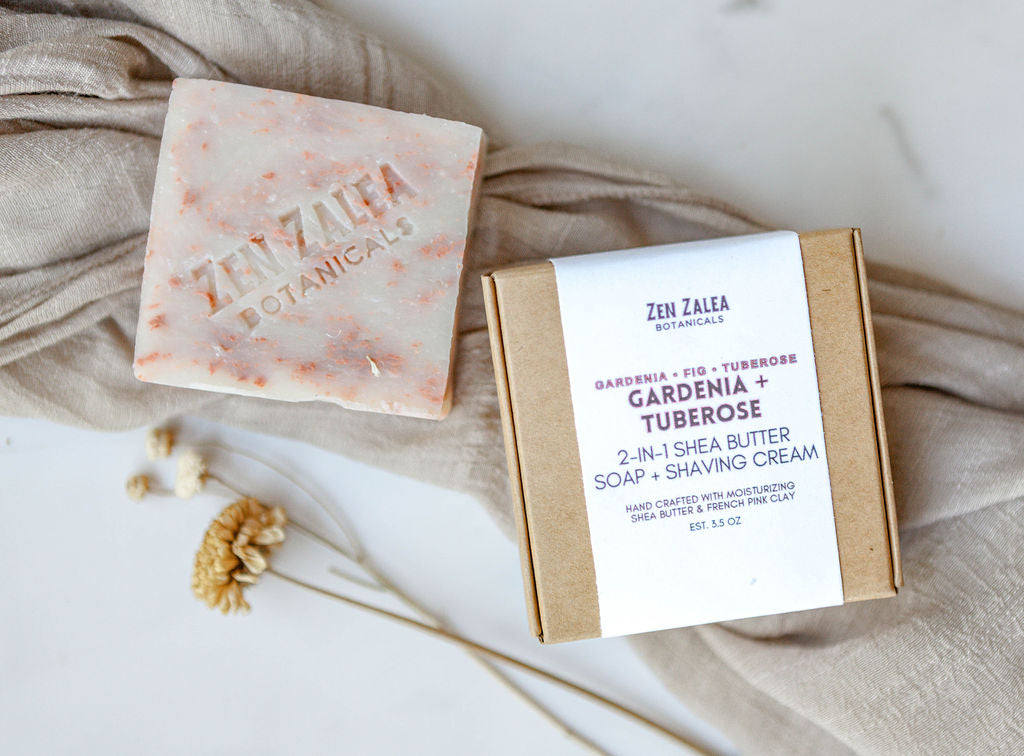 ZEN ZALEA
BOTANICALS
ZEN ZALEA
BOTANICALS
GARDENIA • FIG • TUBEROSE
GARDENIA +
TUBEROSE
2-IN-1 SHEA BUTTER
SOAP + SHAVING CREAM
HAND CRAFTED WITH MOISTURIZING
SHEA BUTTER & FRENCH PINK CLAY
EST. 3.5 OZ